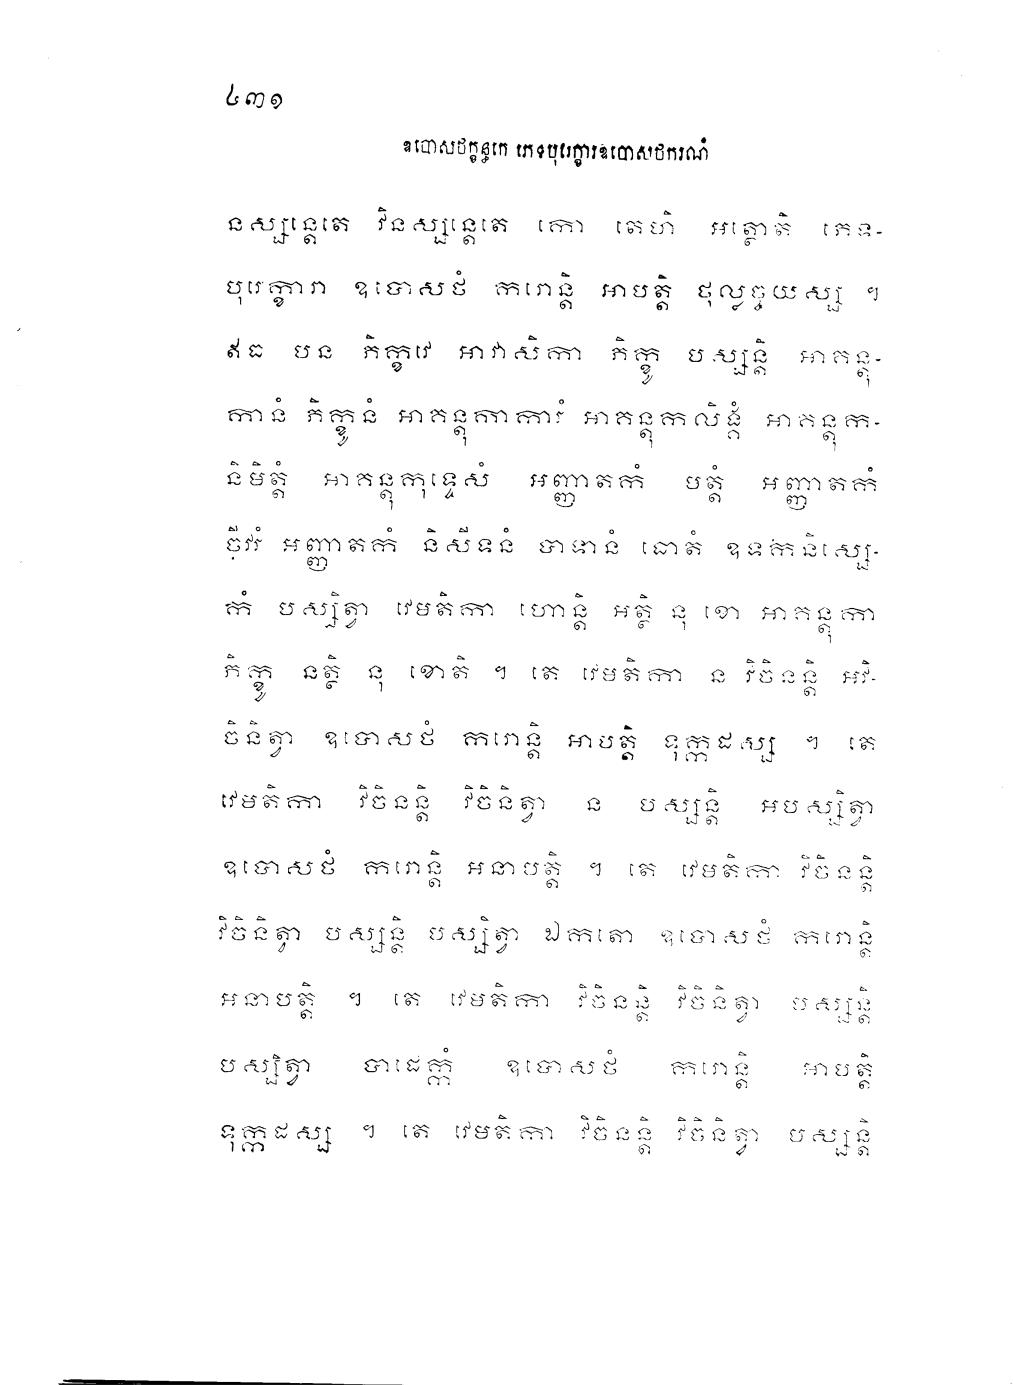 ៤៣១
ឧបោសថក្ខន្ធកេ ភេទបុរេក្ខារឧបោសថករណំ
នស្សន្តេតេ វិនស្សន្តេតេ កោ តេហិ អត្ថោតិ ភេទ-
បុរេក្ខារា ឧបោសថំ ករោន្តិ អាបត្តិ ថុល្លច្ចយស្ស ។
ឥធ បន ភិក្ខវេ អាវាសិកា ភិក្ខូ បស្សន្តិ អាគន្តុ-
កានំ ភិក្ខូនំ អាគន្តុកាការំ អាគន្តុកលិង្គំ អាគន្តុក-
និមិត្តំ អាគន្តុកុទ្ទេសំ អញ្ញាតកំ បត្តំ អញ្ញាតកំ
ចីវរំ អញ្ញាតកំ និសីទនំ បាទានំ ធោតំ ឧទកនិស្សេ-
កំ បស្សិត្វា វេមតិកា ហោន្តិ អត្ថិ នុ ខោ អាគន្តុកា
ភិក្ខូ នត្ថិ នុ ខោតិ ។ តេ វេមតិកា ន វិចិនន្តិ អវិ-
ចិនិត្វា ឧបោសថំ ករោន្តិ អាបត្តិ ទុក្កដស្ស ។ តេ
វេមតិកា វិចិនន្តិ វិចិនិត្វា ន បស្សន្តិ អបស្សិត្វា
ឧបោសថំ ករោន្តិ អនាបត្តិ ។ តេ វេមតិកា វិចិនន្តិ
វិចិនិត្វា បស្សន្តិ បស្សិត្វា ឯកតោ ឧបោសថំ ករោន្តិ
អនាបត្តិ ។ តេ វេមតិកា វិចិនន្តិ វិចិនិត្វា បស្សន្តិ
បស្សិត្វា បាដេក្កំ ឧបោសថំ ករោន្តិ អាបត្តិ
ទុក្កដស្ស ។ តេ វេមតិកា វិចិនន្តិ វិចិនិត្វា បស្សន្តិ